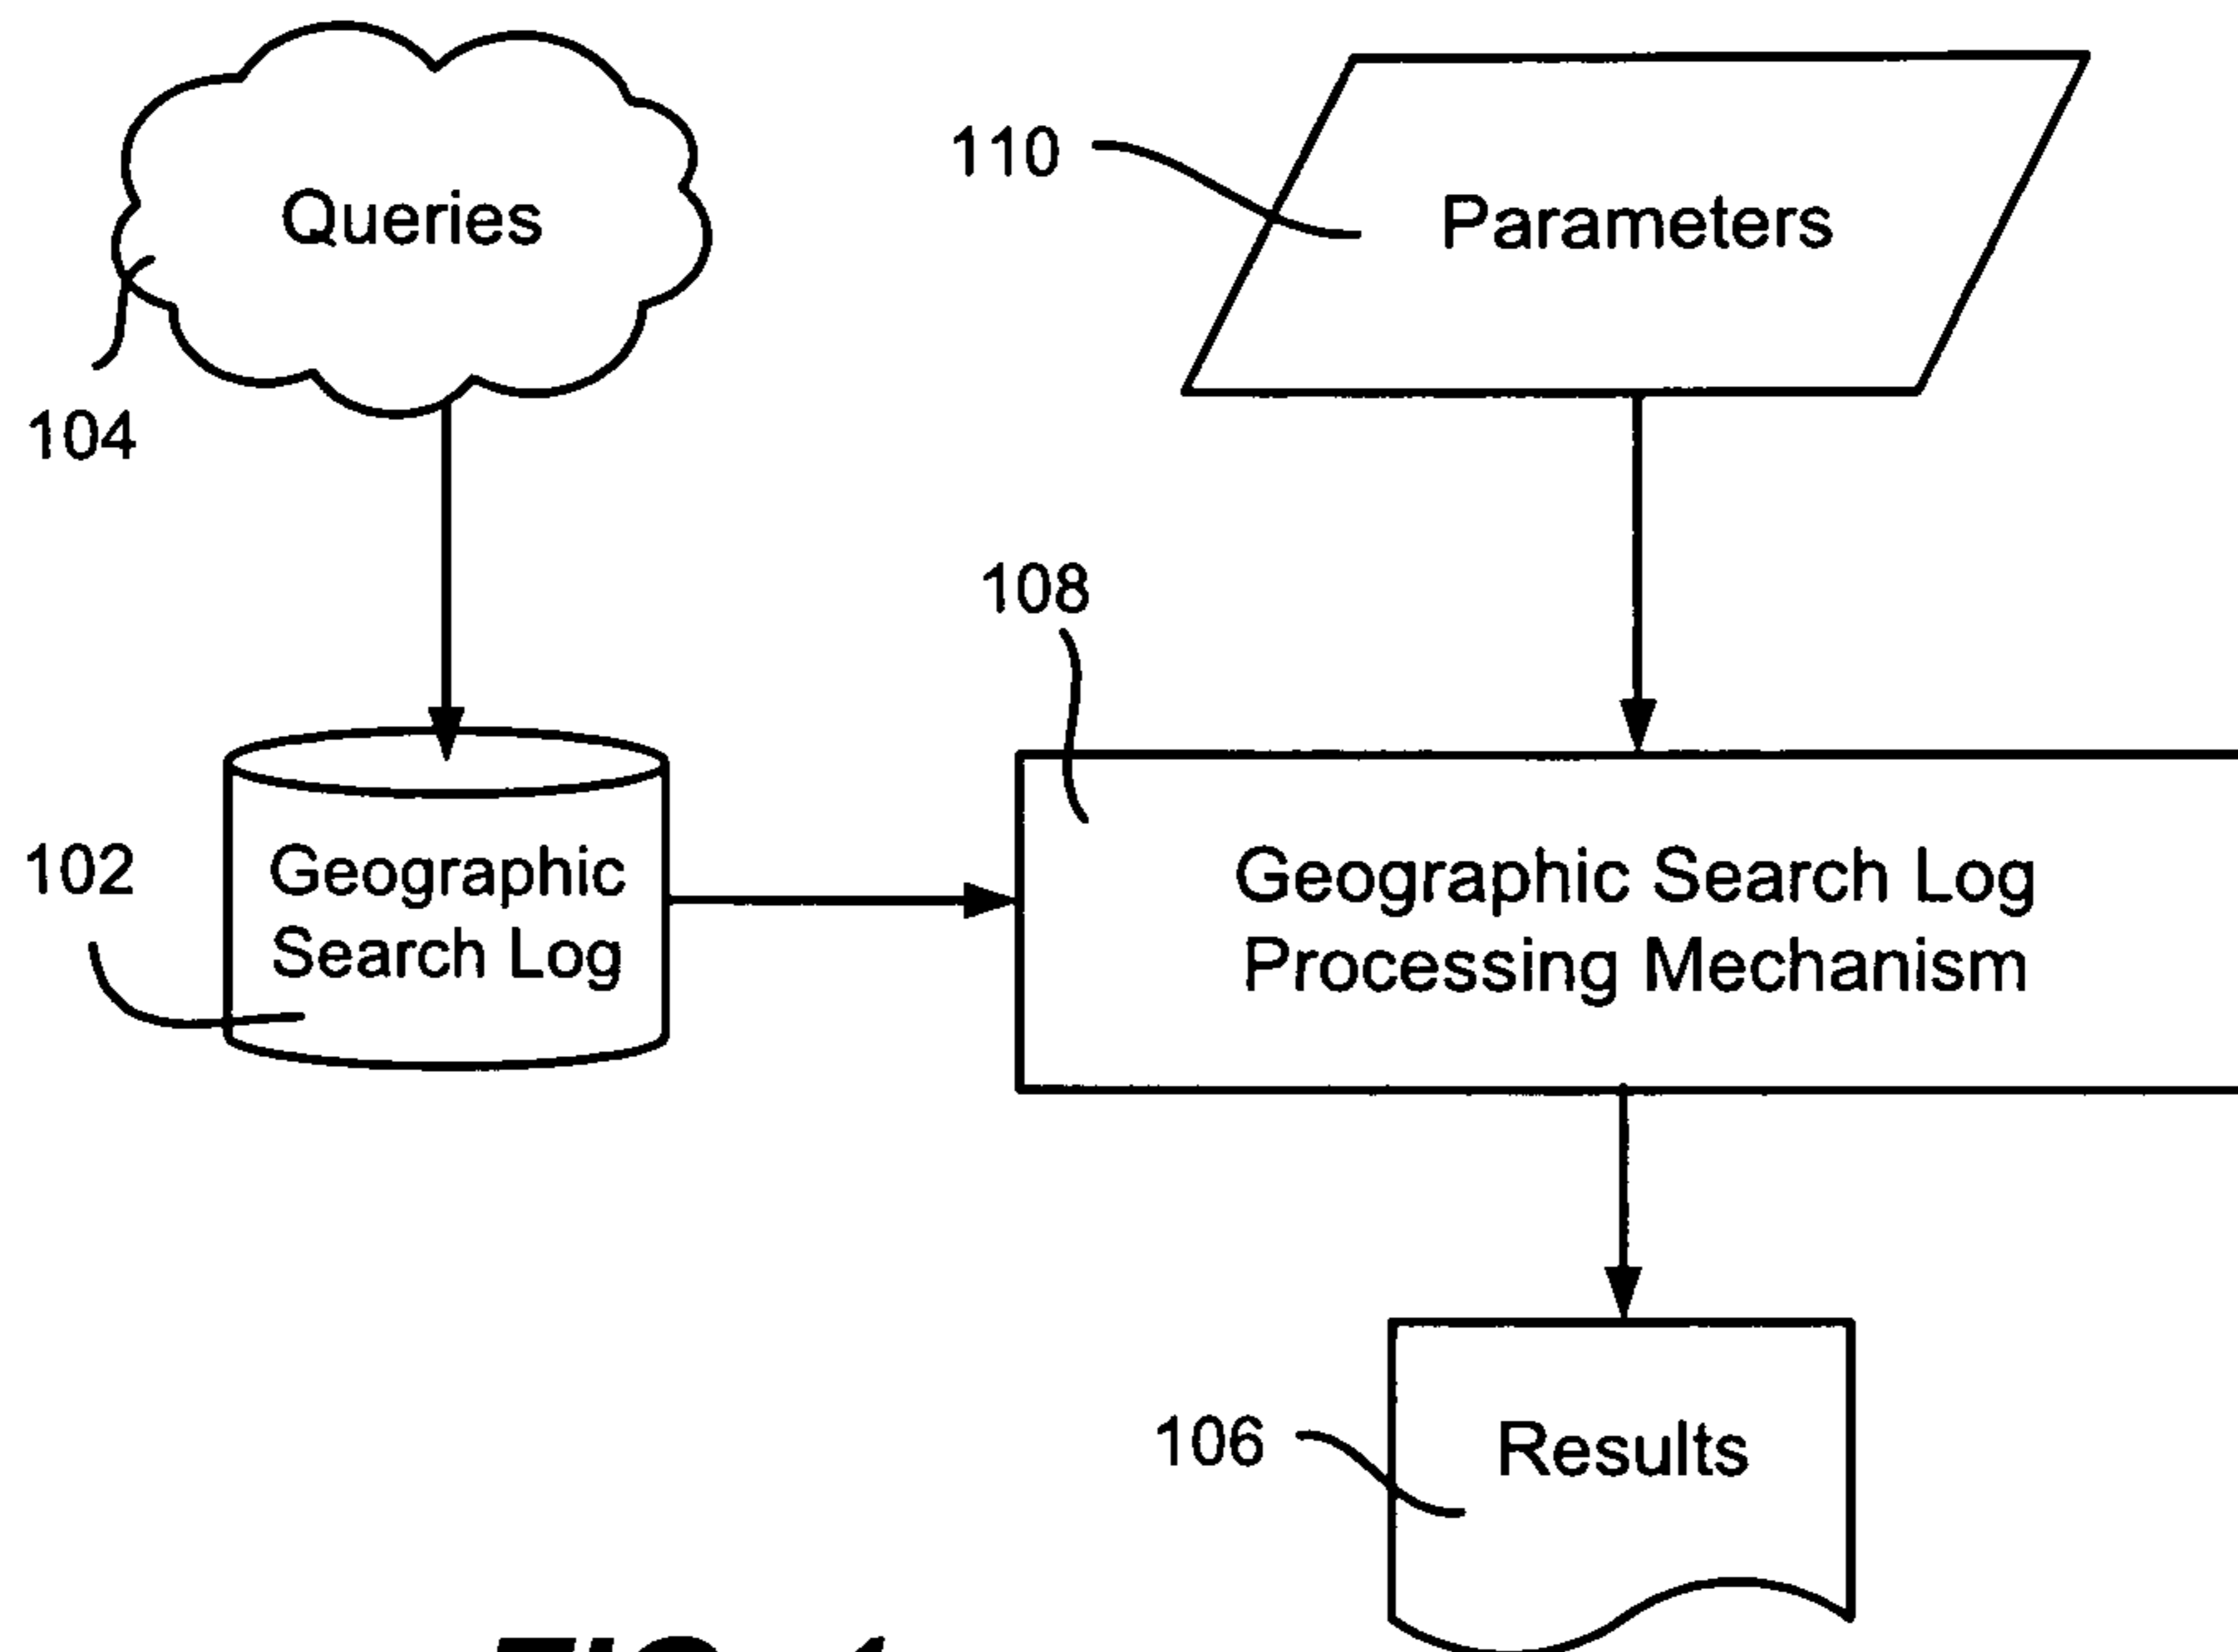 Queries
104
110
Parameters
108
102
Geographic
Search Log
Geographic Search Log
Processing Mechanism
106
Results